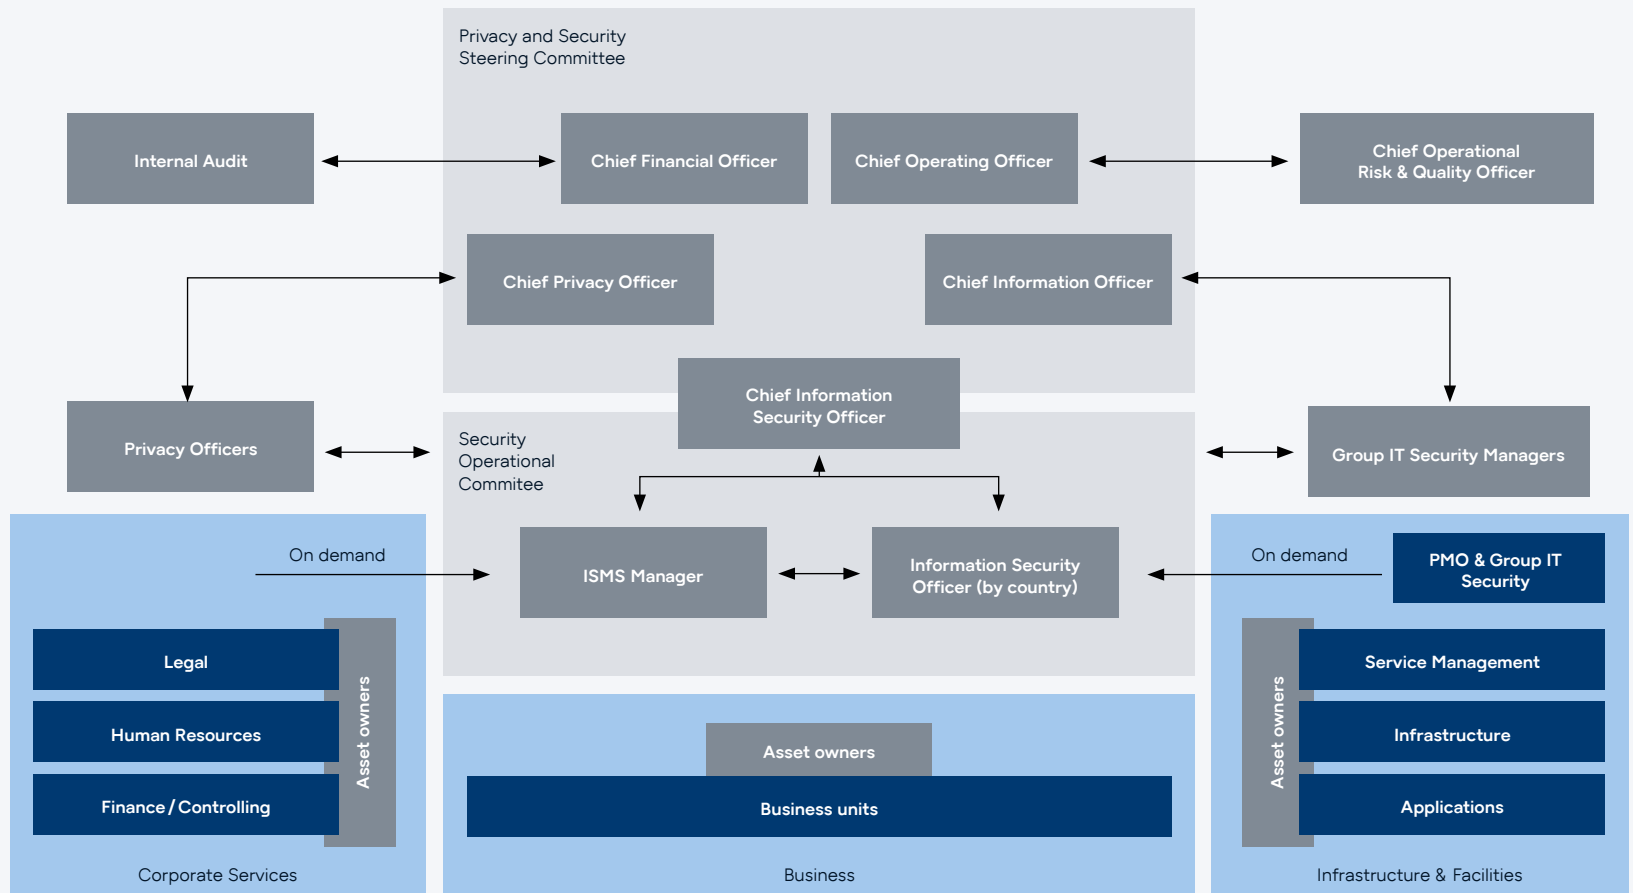 Privacy and Security
Steering Committee
Internal Audit
Chief Financial Officer
Chief Operating Officer
Chief Operational
Risk & Quality Officer
Chief Privacy Officer
Chief Information Officer
Chief Information
Security Officer
Privacy Officers
Security
Operational
Commitee
Group IT Security Managers
On demand
ISMS Manager
Information Security
Officer (by country)
On demand
PMO & Group IT
Security
Legal
Human Resources
Finance / Controlling
Asset owners
Corporate Services
Asset owners
Business units
Business
Asset owners
Service Management
Infrastructure
Applications
Infrastructure & Facilities